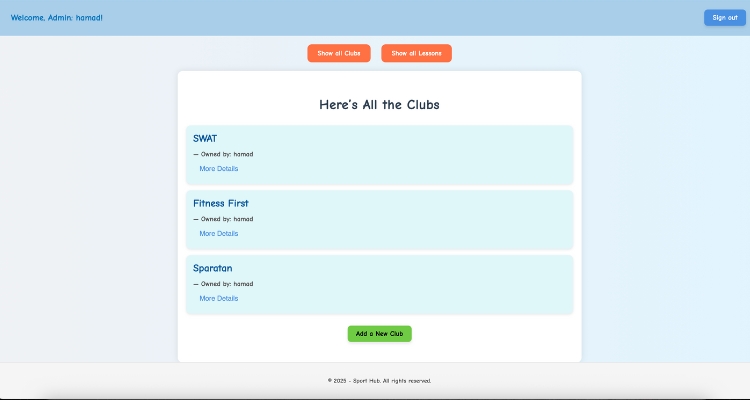 Welcome, Admin: hamad!
Sign out
Show all Clubs
Show all Lessons
Here's All the Clubs
SWAT
— Owned by: hamad
More Details
Fitness First
— Owned by: hamad
More Details
Sparatan
— Owned by: hamad
More Details
Add a New Club
© 2025 - Sport Hub. All rights reserved.